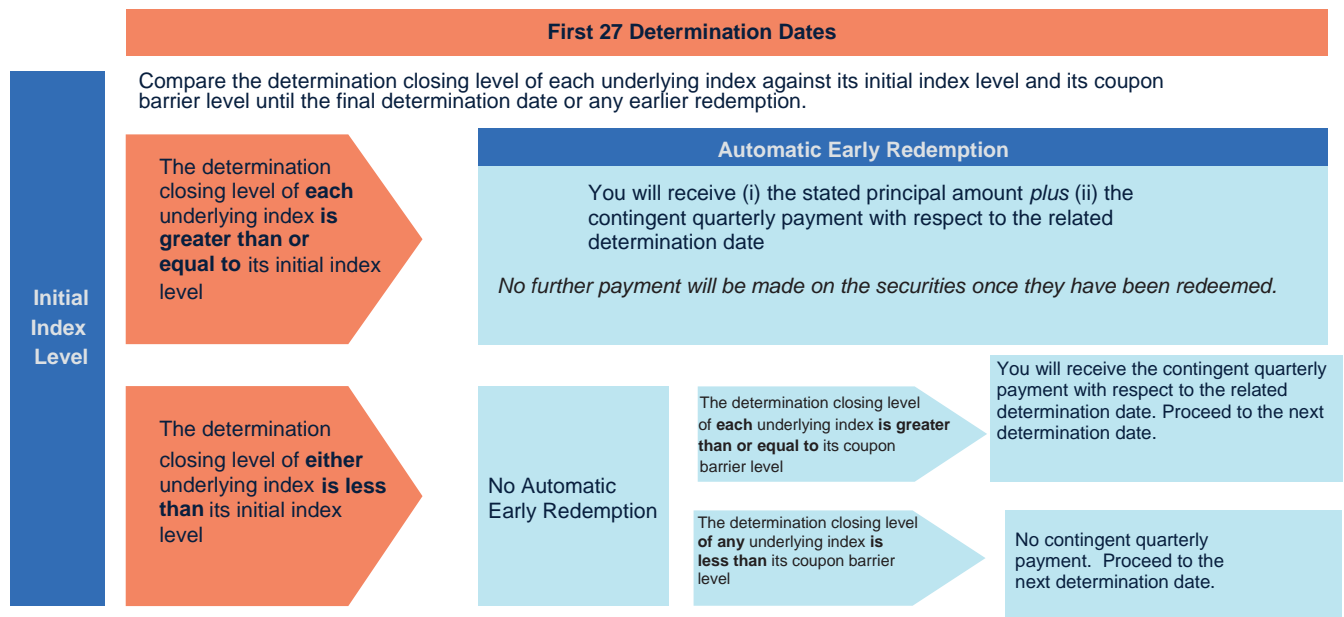 First 27 Determination Dates
Compare the determination closing level of each underlying index against its initial index level and its coupon
barrier level until the final determination date or any earlier redemption.
Initial
Index
Level
The determination
closing level of each
underlying index is
greater than or
equal to its initial index
level
Automatic Early Redemption
You will receive (i) the stated principal amount plus (ii) the
contingent quarterly payment with respect to the related
determination date
No further payment will be made on the securities once they have been redeemed.
The determination
closing level of either
underlying index is less
than its initial index
level
No Automatic
Early Redemption
The determination closing level
of each underlying index is greater
than or equal to its coupon
barrier level
You will receive the contingent quarterly
payment with respect to the related
determination date. Proceed to the next
determination date.
The determination closing level
of any underlying index is
less than its coupon barrier
level
No contingent quarterly
payment. Proceed to the
next determination date.